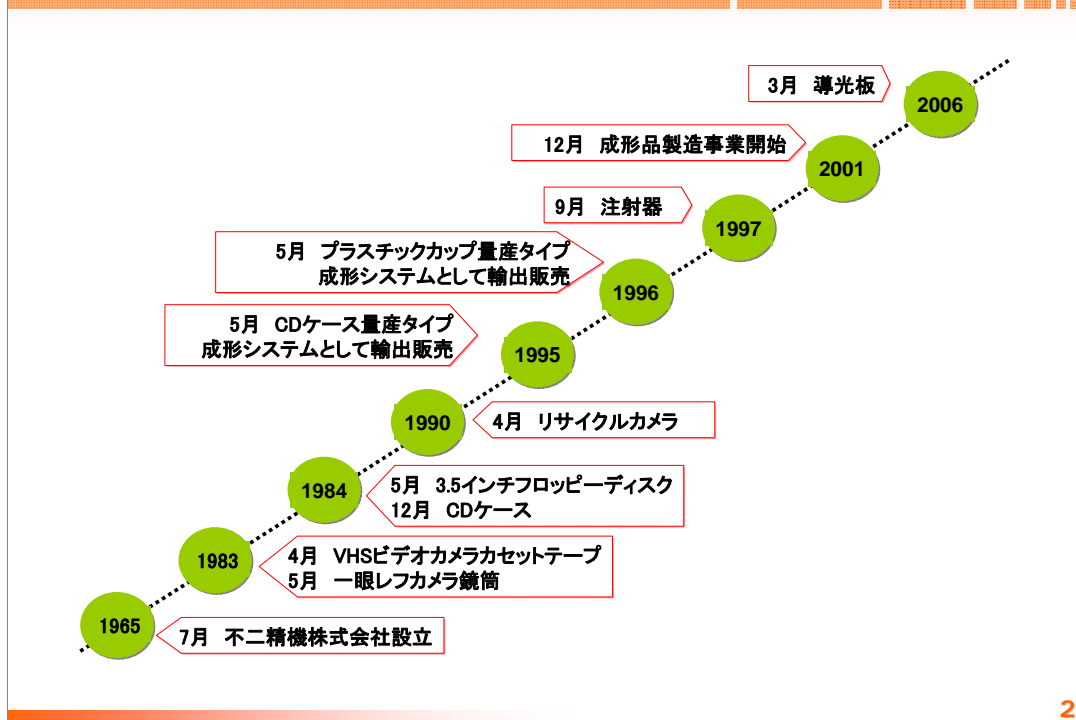 3月　導光板
2006
12月　成形品製造事業開始
2001
9月　注射器
1997
5月　プラスチックカップ量産タイプ
成形システムとして輸出販売
1996
5月　CDケース量産タイプ
成形システムとして輸出販売
1995
1990
4月　リサイクルカメラ
1984
5月　3.5インチフロッピーディスク
12月　CDケース
1983
4月　VHSビデオカメラカセットテープ
5月　一眼レフカメラ鏡筒
1965
7月　不二精機株式会社設立
2